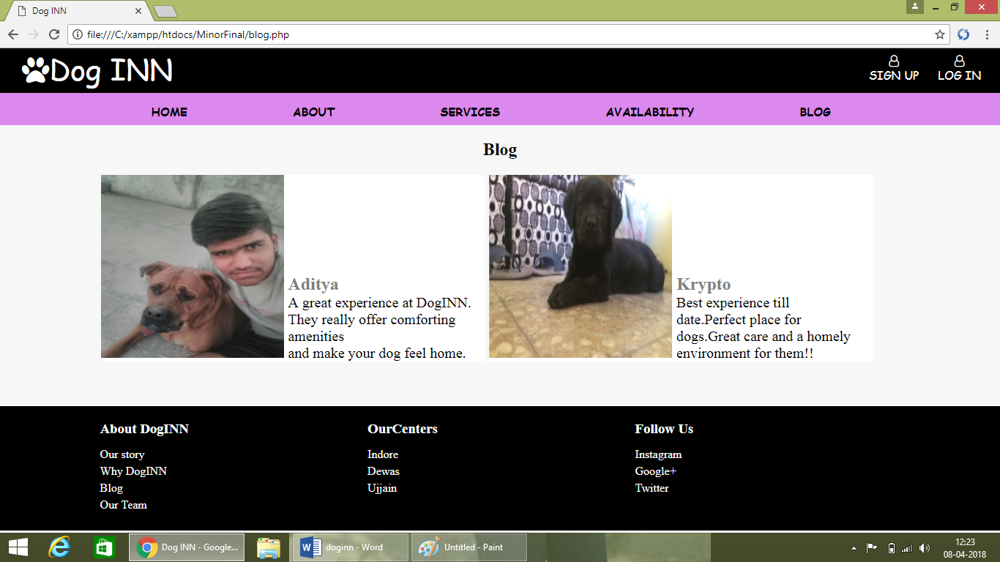 Dog INN
file:///C:/xampp/htdocs/MinorFinal/blog.php
Dog INN
SIGN UP
LOG IN
HOME
ABOUT
SERVICES
AVAILABILITY
BLOG
Blog
Aditya
A great experience at DogINN.
They really offer comforting
amenities
and make your dog feel home.
Krypto
Best experience till
date.Perfect place for
dogs.Great care and a homely
environment for them!!
About DogINN
Our story
Why DogINN
Blog
Our Team
OurCenters
Indore
Dewas
Ujjain
Follow Us
Instagram
Google+
Twitter
Dog INN - Google...
doginn - Word
Untitled - Paint
12:23
08-04-2018